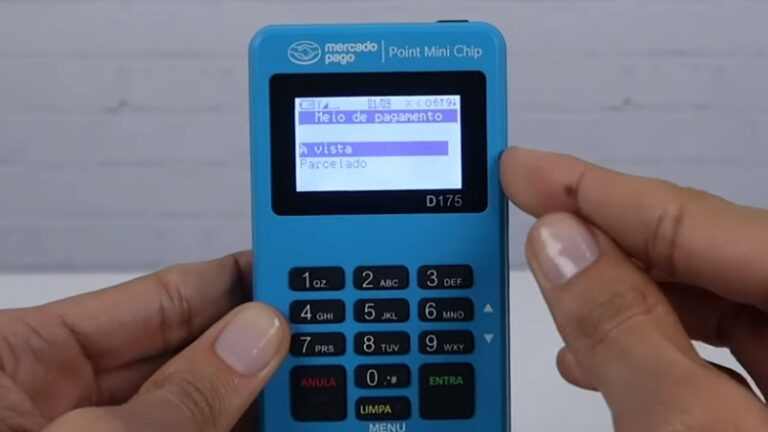 mercado pago | Point Mini Chip
01/09
Meio de pagamento
A vista
Parcelado
D175
1 QZ. 2 ABC 3 DEF
4 GHI 5 JKL 6 MNO
7 PRS 8 TUV 9 WXY
ANULA 0 .*# ENTRA
LIMPA
MENU